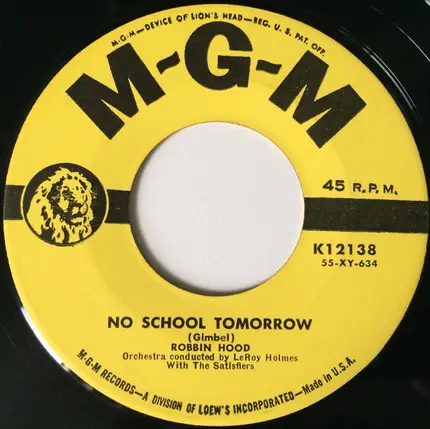 M-G-M—DEVICE OF LION'S HEAD—REG. U. S. PAT. OFF.
M-G-M
45 R.P.M.
K12138
55-XY-634
NO SCHOOL TOMORROW
(Gimbel)
ROBBIN HOOD
Orchestra conducted by LeRoy Holmes
With The Satisfiers
M-G-M RECORDS—A DIVISION OF LOEW'S INCORPORATED—Made in U.S.A.